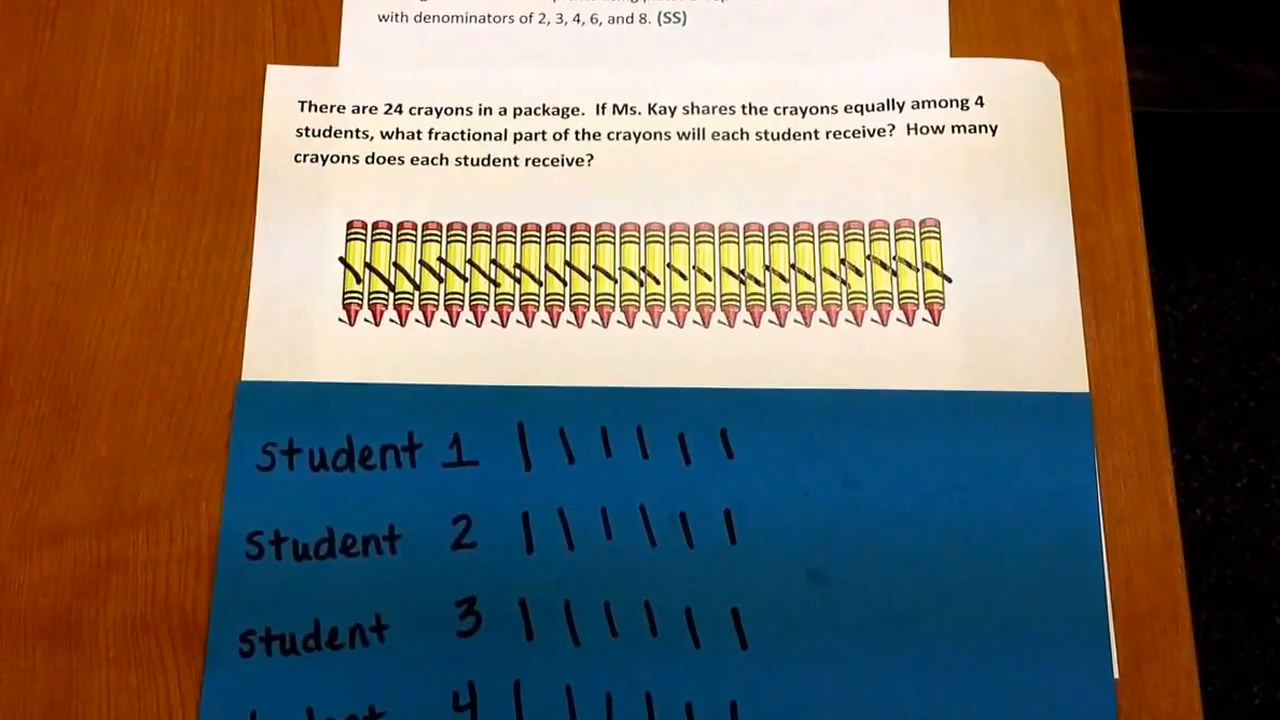 with denominators of 2, 3, 4, 6, and 8. (SS)
There are 24 crayons in a package. If Ms. Kay shares the crayons equally among 4
students, what fractional part of the crayons will each student receive? How many
crayons does each student receive?
Student 1
Student 2
Student 3
4